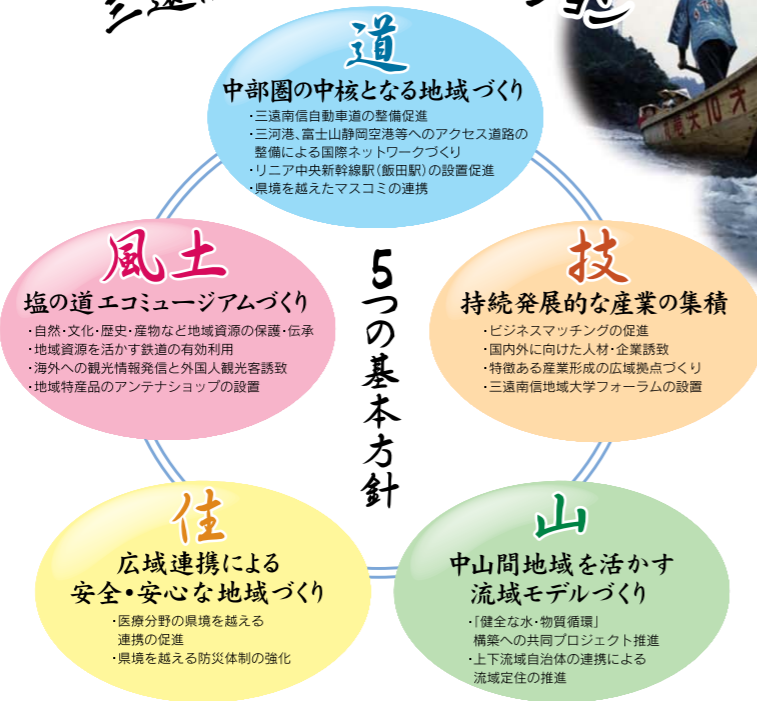 道
中部圏の中核となる地域づくり
・三遠南信自動車道の整備促進
・三河港、富士山静岡空港等へのアクセス道路の
整備による国際ネットワークづくり
・リニア中央新幹線駅(飯田駅)の設置促進
・県境を越えたマスコミの連携
風土
塩の道エコミュージアムづくり
・自然・文化・歴史・産物など地域資源の保護・伝承
・地域資源を活かす鉄道の有効利用
・海外への観光情報発信と外国人観光客誘致
・地域特産品のアンテナショップの設置
5つの基本方針
技
持続発展的な産業の集積
・ビジネスマッチングの促進
・国内外に向けた人材・企業誘致
・特徴ある産業形成の広域拠点づくり
・三遠南信地域大学フォーラムの設置
住
広域連携による
安全・安心な地域づくり
・医療分野の県境を越える
連携の促進
・県境を越える防災体制の強化
山
中山間地域を活かす
流域モデルづくり
・「健全な水・物質循環」
構築への共同プロジェクト推進
・上下流域自治体の連携による
流域定住の推進